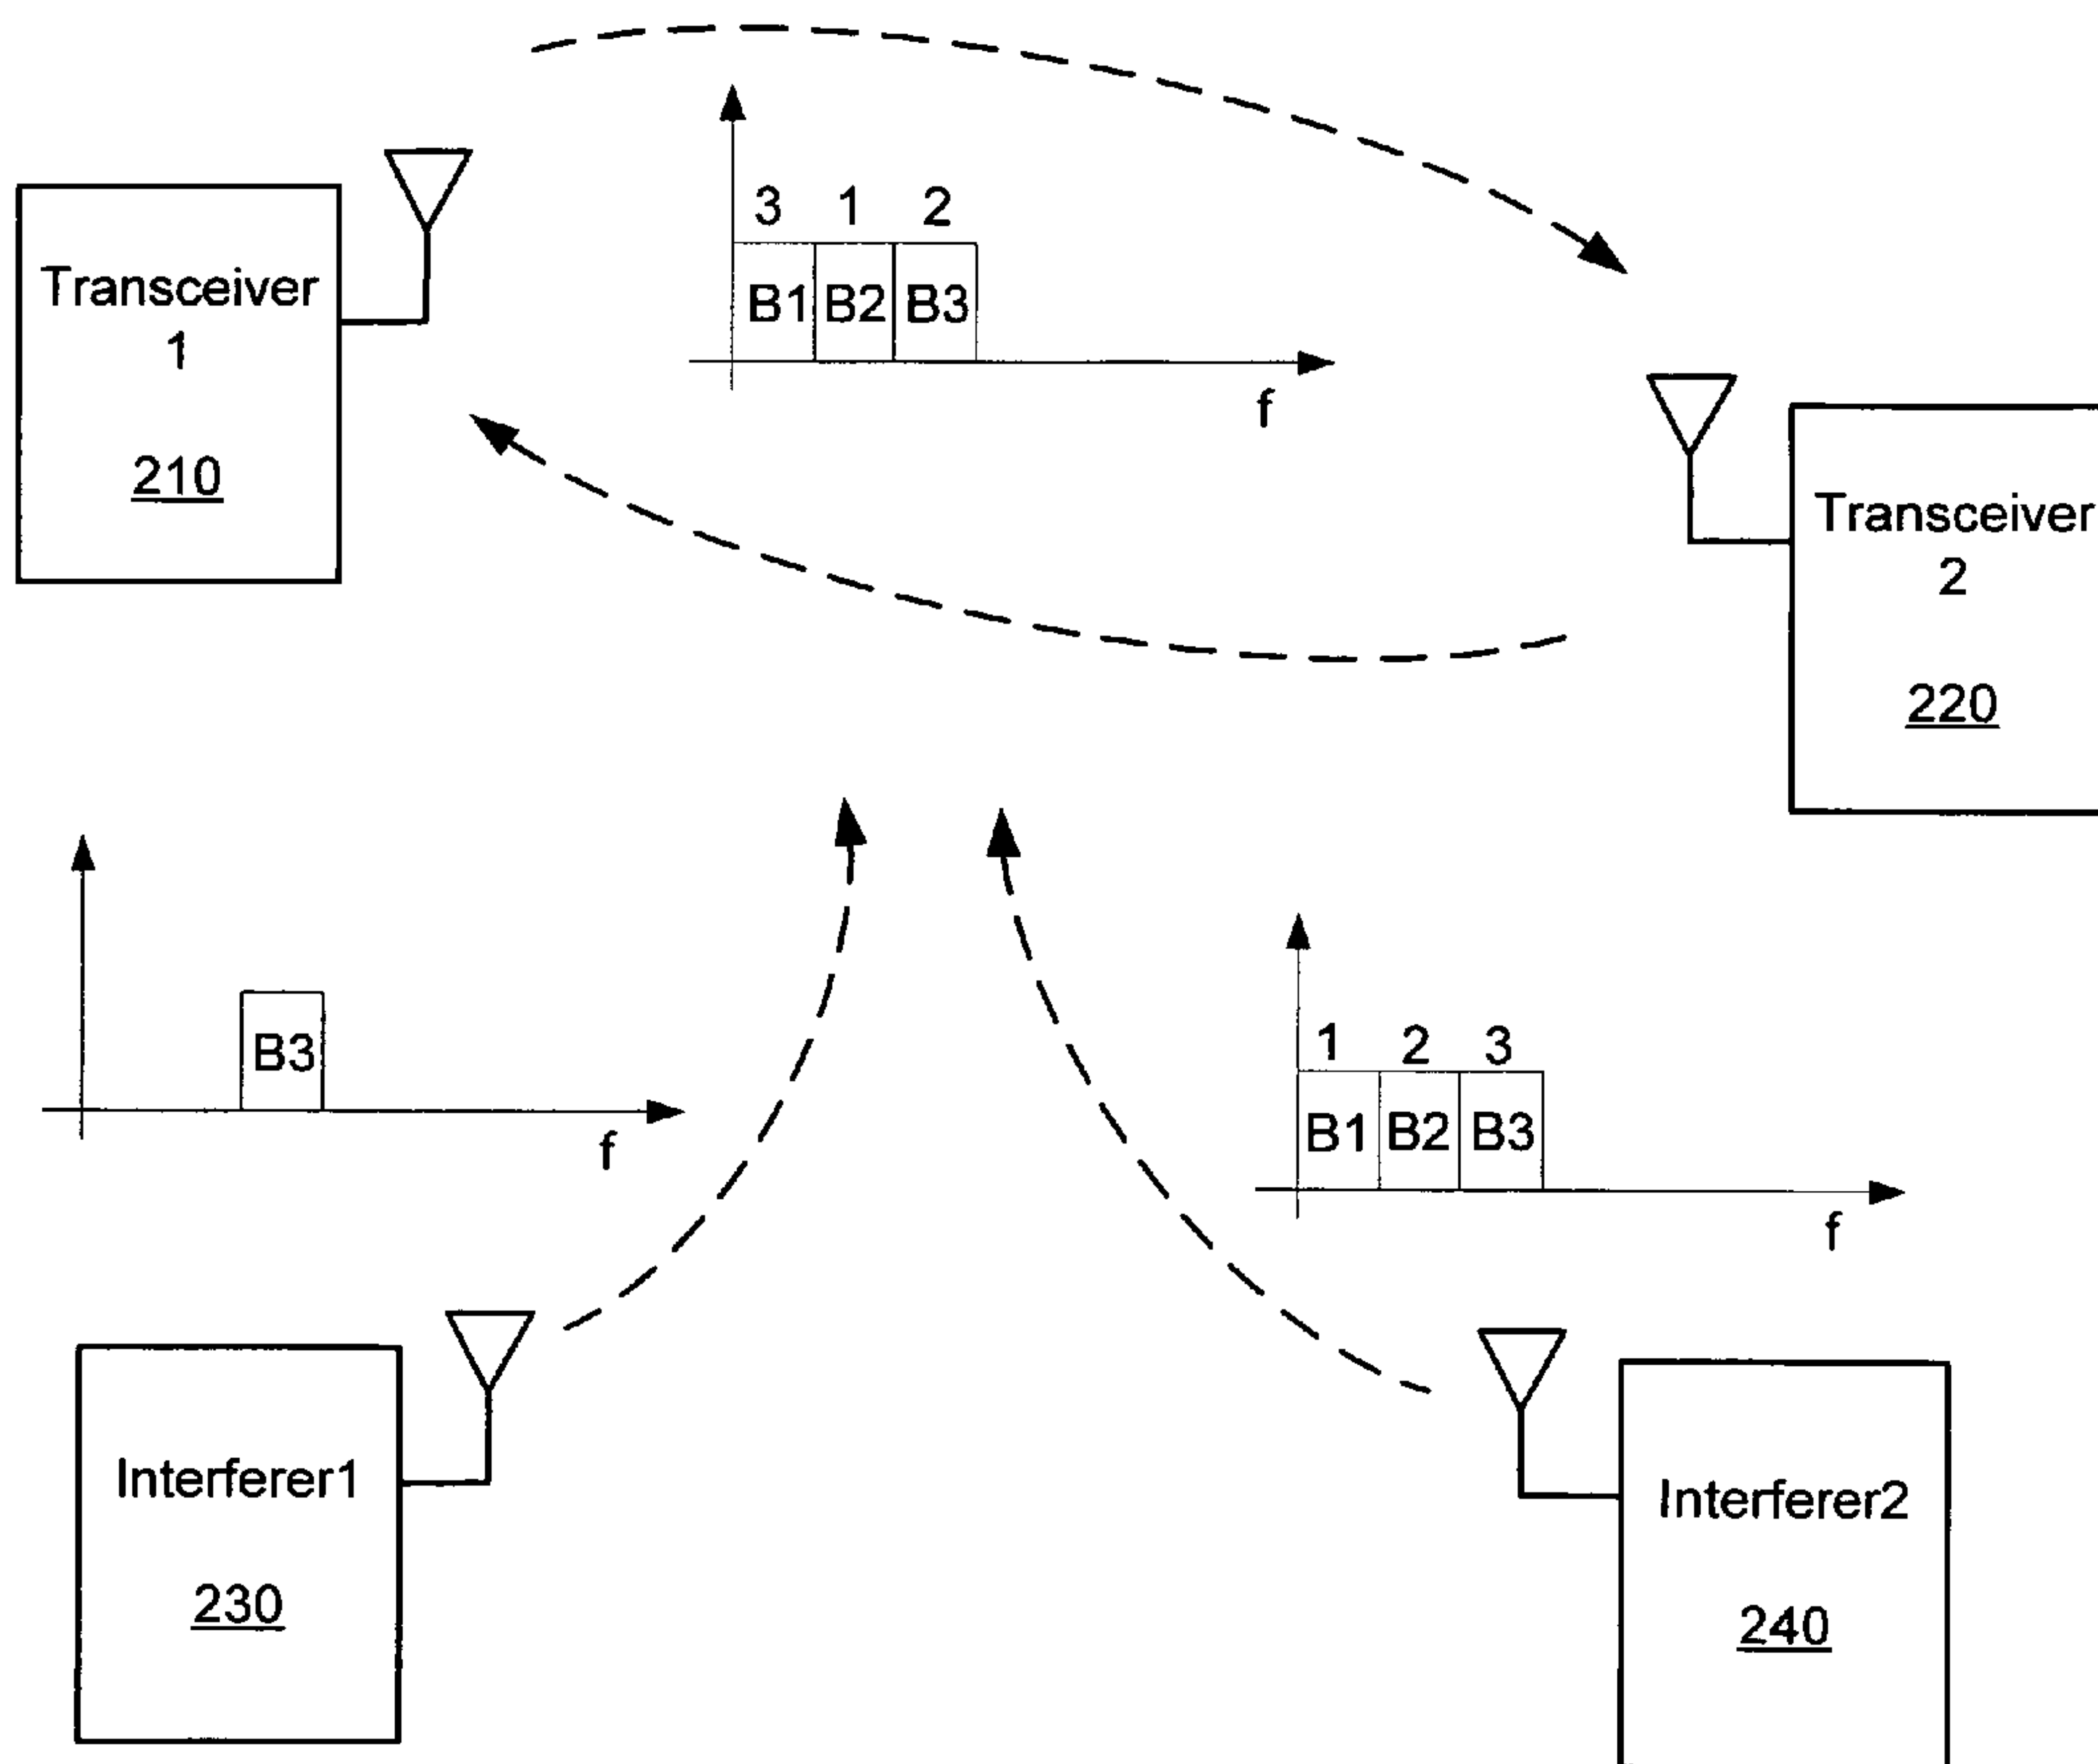 3 1 2
B1 B2 B3
f
Transceiver
1
210
Transceiver
2
220
B3
f
1 2 3
B1 B2 B3
f
Interferer1
230
Interferer2
240